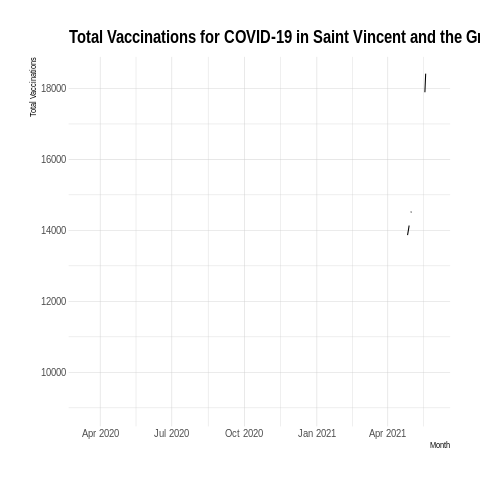 Total Vaccinations for COVID-19 in Saint Vincent and the Gr
Total Vaccinations
18000
16000
14000
12000
10000
Apr 2020 Jul 2020 Oct 2020 Jan 2021 Apr 2021
Month